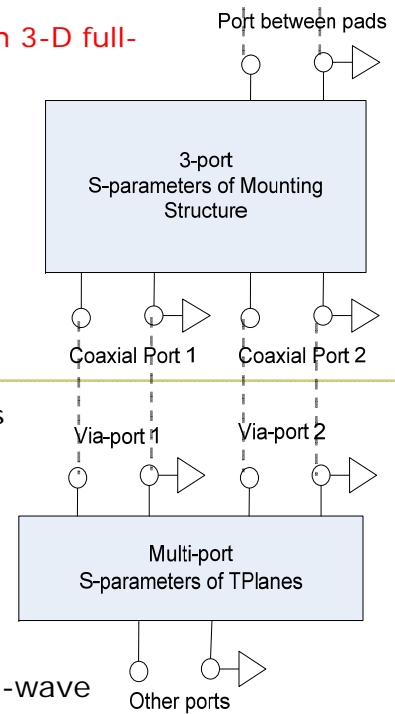 Port between pads
n 3-D full-
3-port
S-parameters of Mounting
Structure
Coaxial Port 1
Coaxial Port 2
s
Via-port 1
Via-port 2
Multi-port
S-parameters of TPlanes
-wave
Other ports